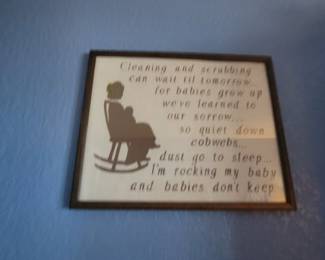 Cleaning and scrubbing
can wait til tomorrow...
for babies grow up
we've learned to
our sorrow...
so quiet down
cobwebs...
dust go to sleep...
I'm rocking my baby
and babies don't keep